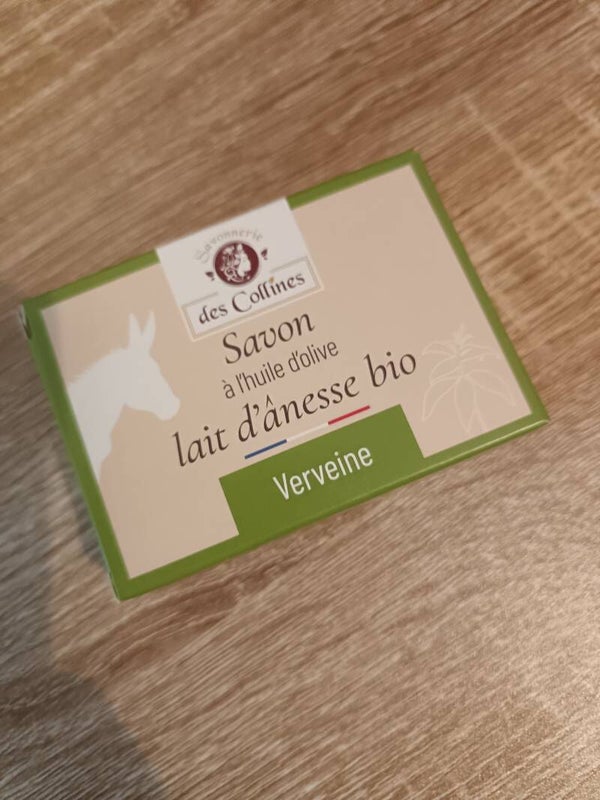 Savonnerie
des Collines
Savon
à l'huile d'olive
lait d'ânesse bio
Verveine